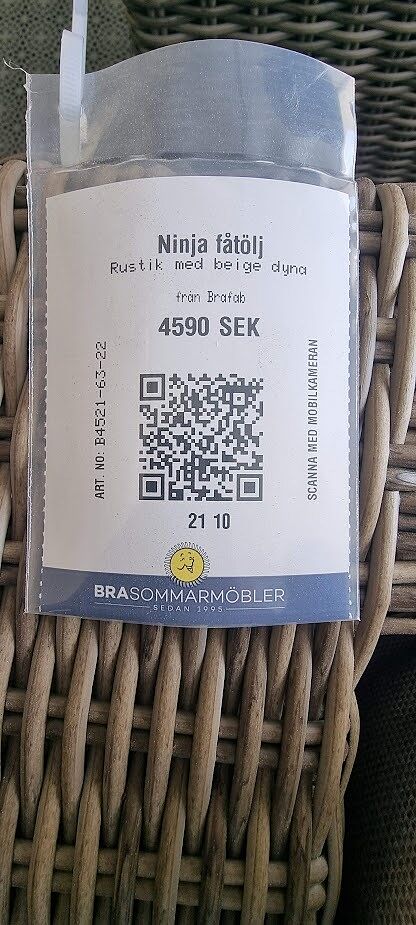 Ninja fåtölj
Rustik med beige dyna
från Brafab
4590 SEK
ART. NO: B4521-63-22
SCANNA MED MOBILKAMERAN
21 10
BRASOMMARMÖBLER
SEDAN 1995